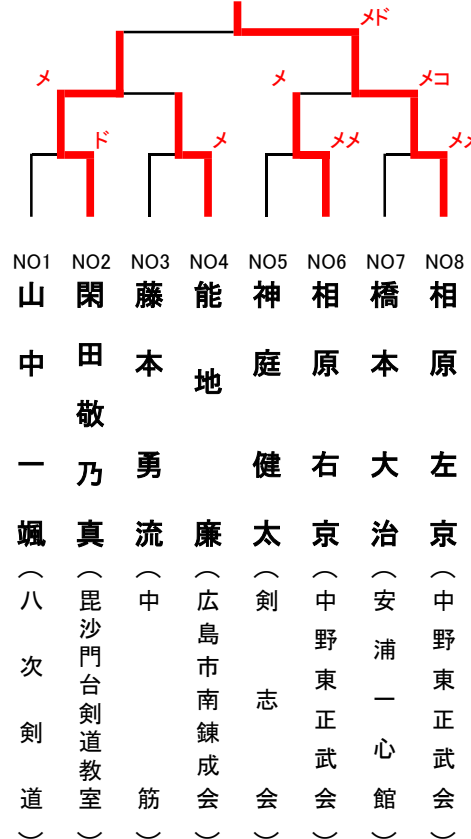 メド
メ
メ
メコ
ド
メ
メメ
メメ
NO1 NO2 NO3 NO4 NO5 NO6 NO7 NO8
山中一颯（八次剣道）
閑田敬乃真（毘沙門台剣道教室）
藤本勇流（中筋）
能地廉（広島市南錬成会）
神庭健太（剣志会）
相原右京（中野東正武会）
橋本大治（安浦一心館）
相原左京（中野東正武会）